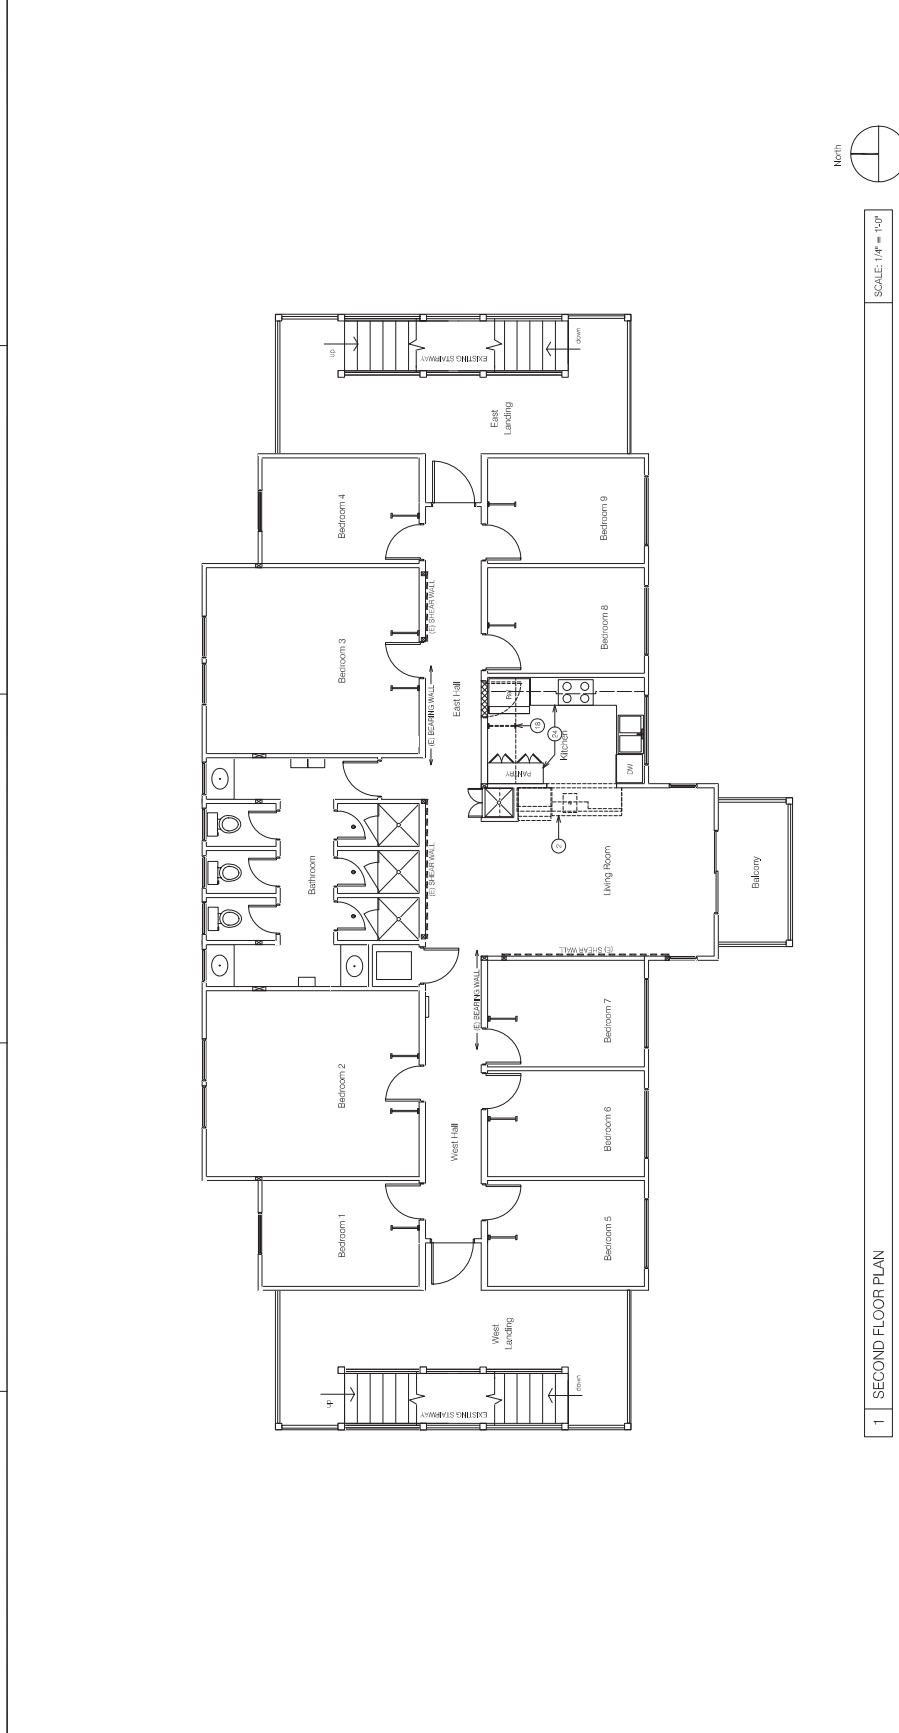 North
SCALE: 1/4" = 1'-0"
1
SECOND FLOOR PLAN
up
EXISTING STAIRWAY
down
East
Landing
Bedroom 4
Bedroom 9
Bedroom 3
(E) SHEAR WALL
Bedroom 8
(E) BEARING WALL
East Hall
18
24
Kitchen
PANTRY
DW
2
Bathroom
(E) SHEAR WALL
Living Room
Balcony
(E) SHEAR WALL
(E) BEARING WALL
Bedroom 7
Bedroom 2
West Hall
Bedroom 6
Bedroom 1
Bedroom 5
West
Landing
up
EXISTING STAIRWAY
down